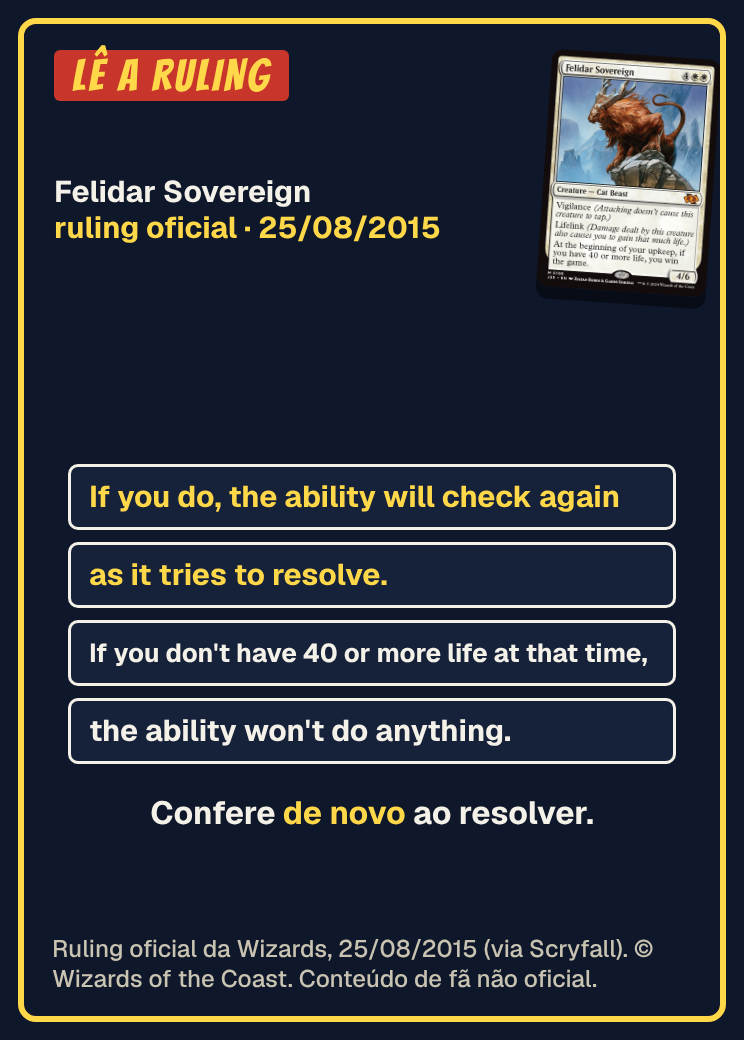 LÊ A RULING
Felidar Sovereign
ruling oficial · 25/08/2015
Felidar Sovereign
4
Creature — Cat Beast
Vigilance (Attacking doesn't cause this
creature to tap.)
Lifelink (Damage dealt by this creature
also causes you to gain that much life.)
At the beginning of your upkeep, if
you have 40 or more life, you win
the game.
4/6
If you do, the ability will check again
as it tries to resolve.
If you don't have 40 or more life at that time,
the ability won't do anything.
Confere de novo ao resolver.
Ruling oficial da Wizards, 25/08/2015 (via Scryfall). ©
Wizards of the Coast. Conteúdo de fã não oficial.